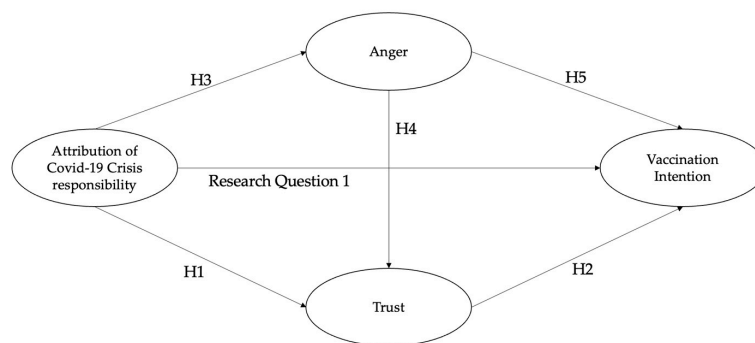 Anger
H3
H5
H4
Attribution of
Covid-19 Crisis
responsibility
Research Question 1
Vaccination
Intention
H1
H2
Trust